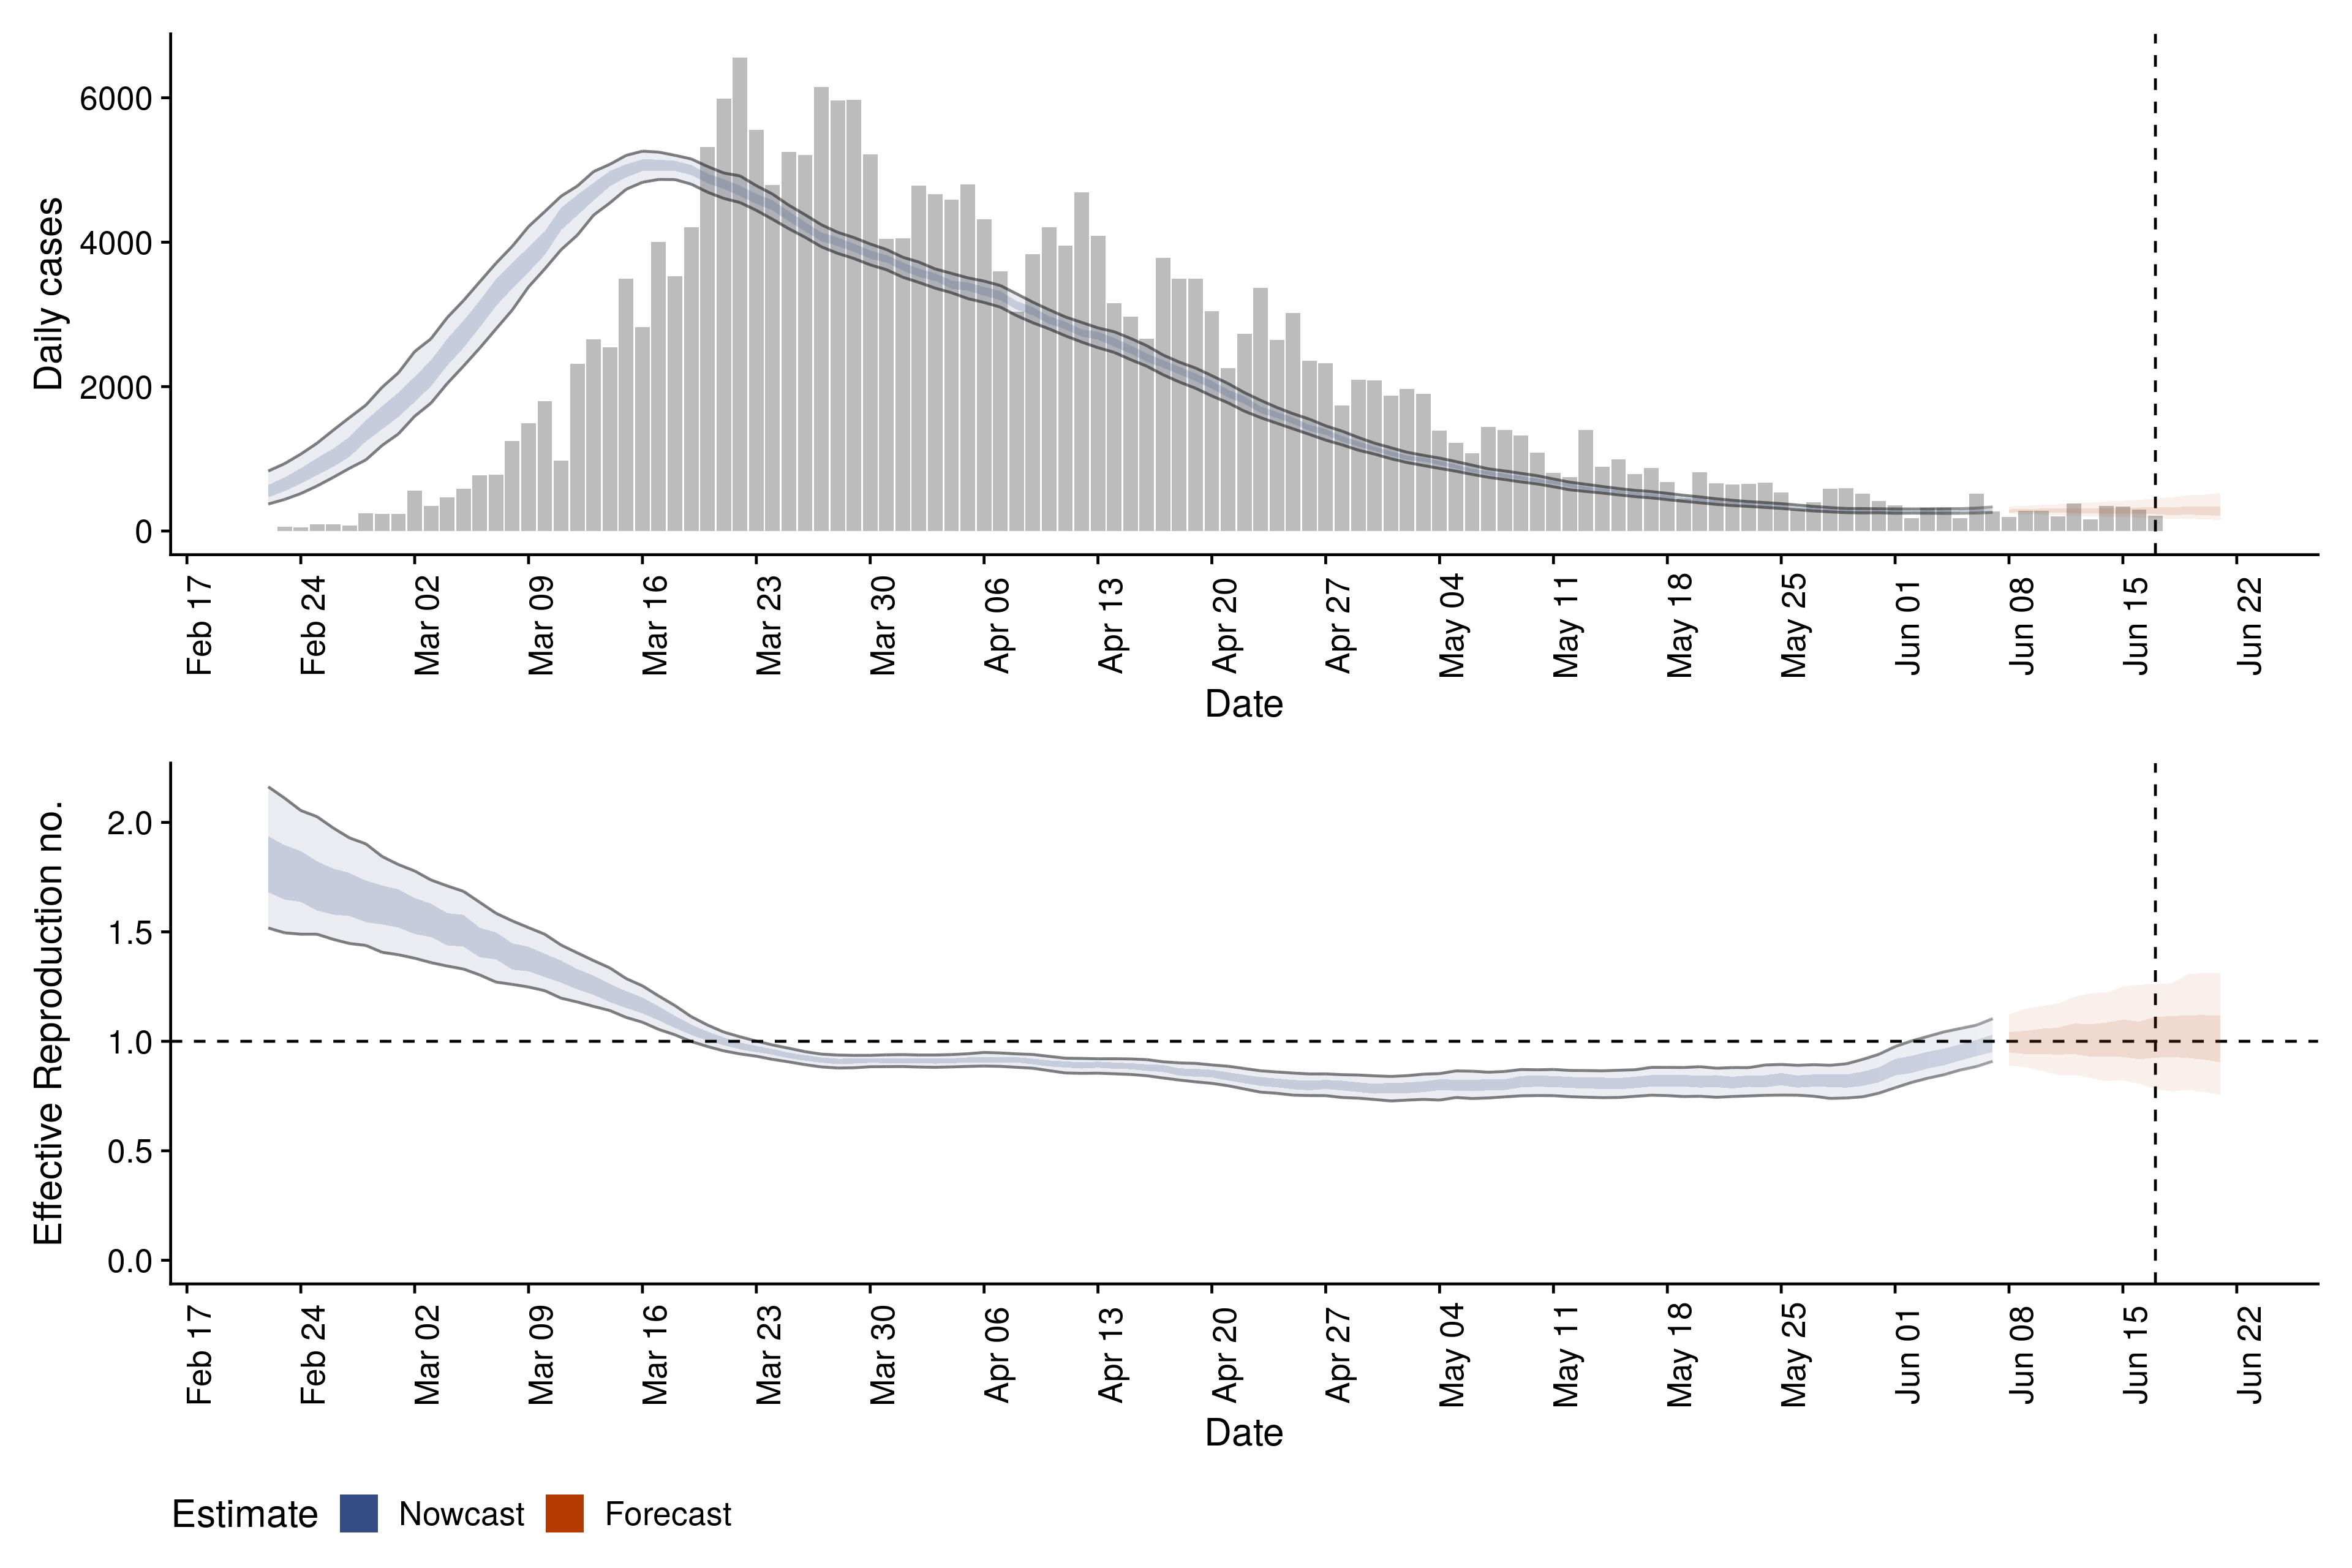 Daily cases
6000
4000
2000
0
Feb 17
Feb 24
Mar 02
Mar 09
Mar 16
Mar 23
Mar 30
Apr 06
Apr 13
Apr 20
Apr 27
May 04
May 11
May 18
May 25
Jun 01
Jun 08
Jun 15
Jun 22
Date
Effective Reproduction no.
2.0
1.5
1.0
0.5
0.0
Feb 17
Feb 24
Mar 02
Mar 09
Mar 16
Mar 23
Mar 30
Apr 06
Apr 13
Apr 20
Apr 27
May 04
May 11
May 18
May 25
Jun 01
Jun 08
Jun 15
Jun 22
Date
Estimate Nowcast Forecast